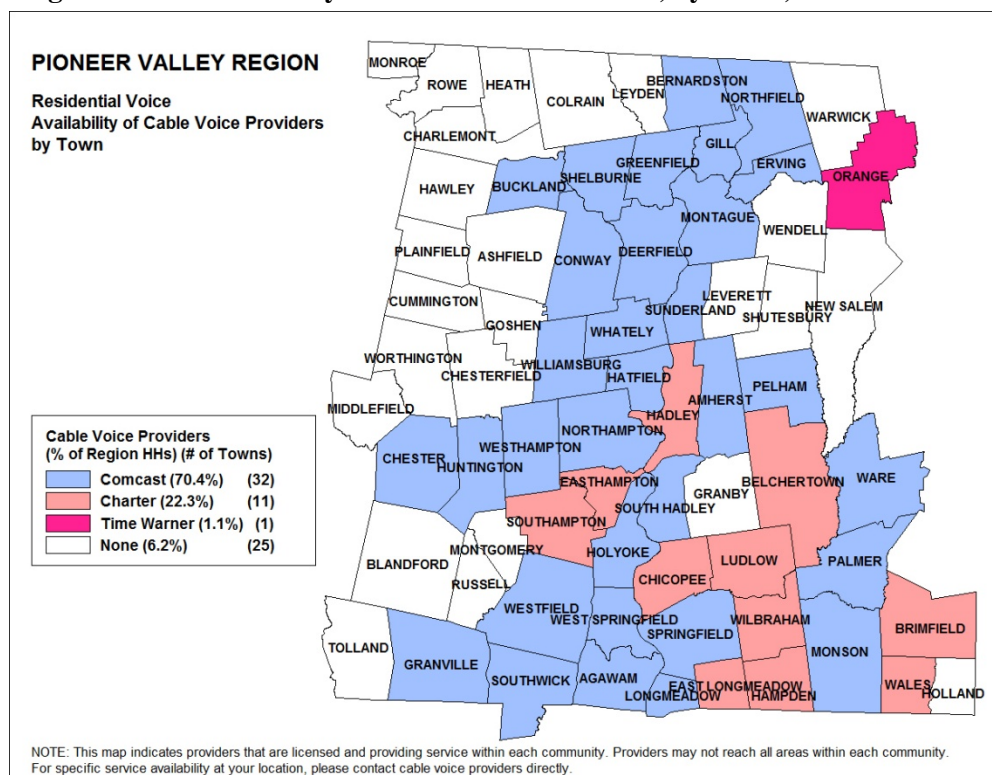 PIONEER VALLEY REGION
Residential Voice
Availability of Cable Voice Providers
by Town
MONROE
ROWE
HEATH
COLRAIN
LEYDEN
BERNARDSTON
NORTHFIELD
WARWICK
CHARLEMONT
GILL
GREENFIELD
ERVING
SHELBURNE
ORANGE
HAWLEY
BUCKLAND
MONTAGUE
WENDELL
PLAINFIELD
ASHFIELD
CONWAY
DEERFIELD
CUMMINGTON
LEVERETT
SUNDERLAND
SHUTESBURY
NEW SALEM
GOSHEN
WHATELY
WORTHINGTON
WILLIAMSBURG
CHESTERFIELD
HATFIELD
PELHAM
AMHERST
MIDDLEFIELD
HADLEY
NORTHAMPTON
WESTHAMPTON
CHESTER
HUNTINGTON
WARE
EASTHAMPTON
BELCHERTOWN
GRANBY
SOUTH HADLEY
SOUTHAMPTON
MONTGOMERY
HOLYOKE
LUDLOW
PALMER
BLANDFORD
CHICOPEE
RUSSELL
WESTFIELD
WEST SPRINGFIELD
WILBRAHAM
BRIMFIELD
SPRINGFIELD
TOLLAND
MONSON
GRANVILLE
SOUTHWICK
AGAWAM
EAST LONGMEADOW
LONGMEADOW
HAMPDEN
WALES
HOLLAND
Cable Voice Providers
(% of Region HHs) (# of Towns)
Comcast (70.4%) (32)
Charter (22.3%) (11)
Time Warner (1.1%) (1)
None (6.2%) (25)
NOTE: This map indicates providers that are licensed and providing service within each community. Providers may not reach all areas within each community.
For specific service availability at your location, please contact cable voice providers directly.